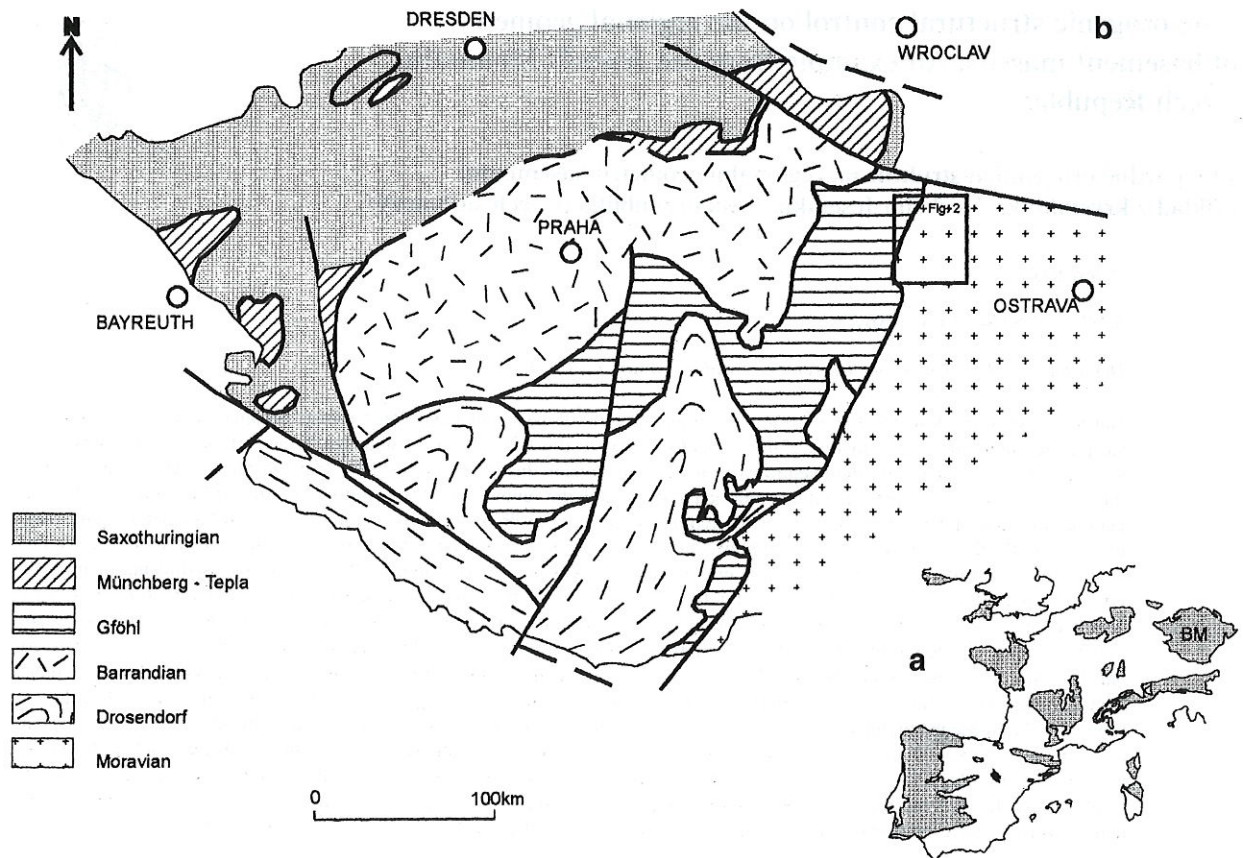 N
DRESDEN
WROCLAV
b
Fig+2
PRAHA
OSTRAVA
BAYREUTH
Saxothuringian
Münchberg - Tepla
Gföhl
Barrandian
Drosendorf
Moravian
0 100km
a
BM